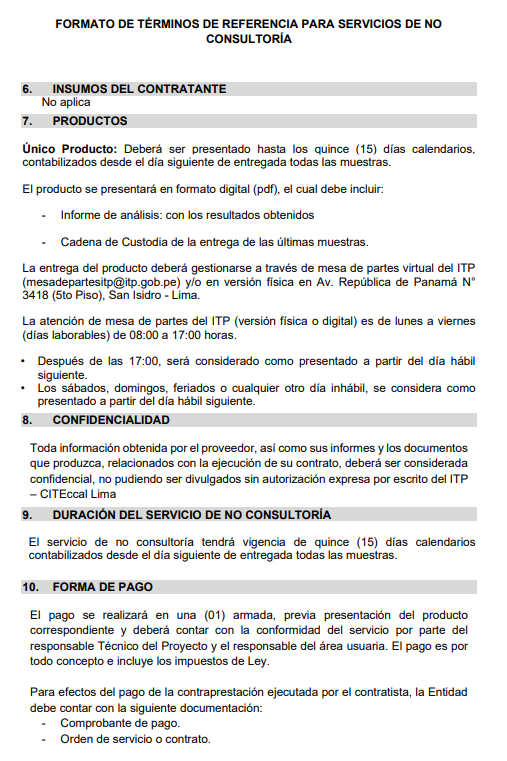 FORMATO DE TÉRMINOS DE REFERENCIA PARA SERVICIOS DE NO
CONSULTORÍA
6. INSUMOS DEL CONTRATANTE
No aplica
7. PRODUCTOS
Único Producto: Deberá ser presentado hasta los quince (15) días calendarios,
contabilizados desde el día siguiente de entregada todas las muestras.
El producto se presentará en formato digital (pdf), el cual debe incluir:
- Informe de análisis: con los resultados obtenidos
- Cadena de Custodia de la entrega de las últimas muestras.
La entrega del producto deberá gestionarse a través de mesa de partes virtual del ITP
(mesadepartesitp@itp.gob.pe) y/o en versión física en Av. República de Panamá N°
3418 (5to Piso), San Isidro - Lima.
La atención de mesa de partes del ITP (versión física o digital) es de lunes a viernes
(días laborables) de 08:00 a 17:00 horas.
• Después de las 17:00, será considerado como presentado a partir del día hábil
siguiente.
• Los sábados, domingos, feriados o cualquier otro día inhábil, se considera como
presentado a partir del día hábil siguiente.
8. CONFIDENCIALIDAD
Toda información obtenida por el proveedor, así como sus informes y los documentos
que produzca, relacionados con la ejecución de su contrato, deberá ser considerada
confidencial, no pudiendo ser divulgados sin autorización expresa por escrito del ITP
– CITEccal Lima
9. DURACIÓN DEL SERVICIO DE NO CONSULTORÍA
El servicio de no consultoría tendrá vigencia de quince (15) días calendarios
contabilizados desde el día siguiente de entregada todas las muestras.
10. FORMA DE PAGO
El pago se realizará en una (01) armada, previa presentación del producto
correspondiente y deberá contar con la conformidad del servicio por parte del
responsable Técnico del Proyecto y el responsable del área usuaria. El pago es por
todo concepto e incluye los impuestos de Ley.
Para efectos del pago de la contraprestación ejecutada por el contratista, la Entidad
debe contar con la siguiente documentación:
- Comprobante de pago.
- Orden de servicio o contrato.